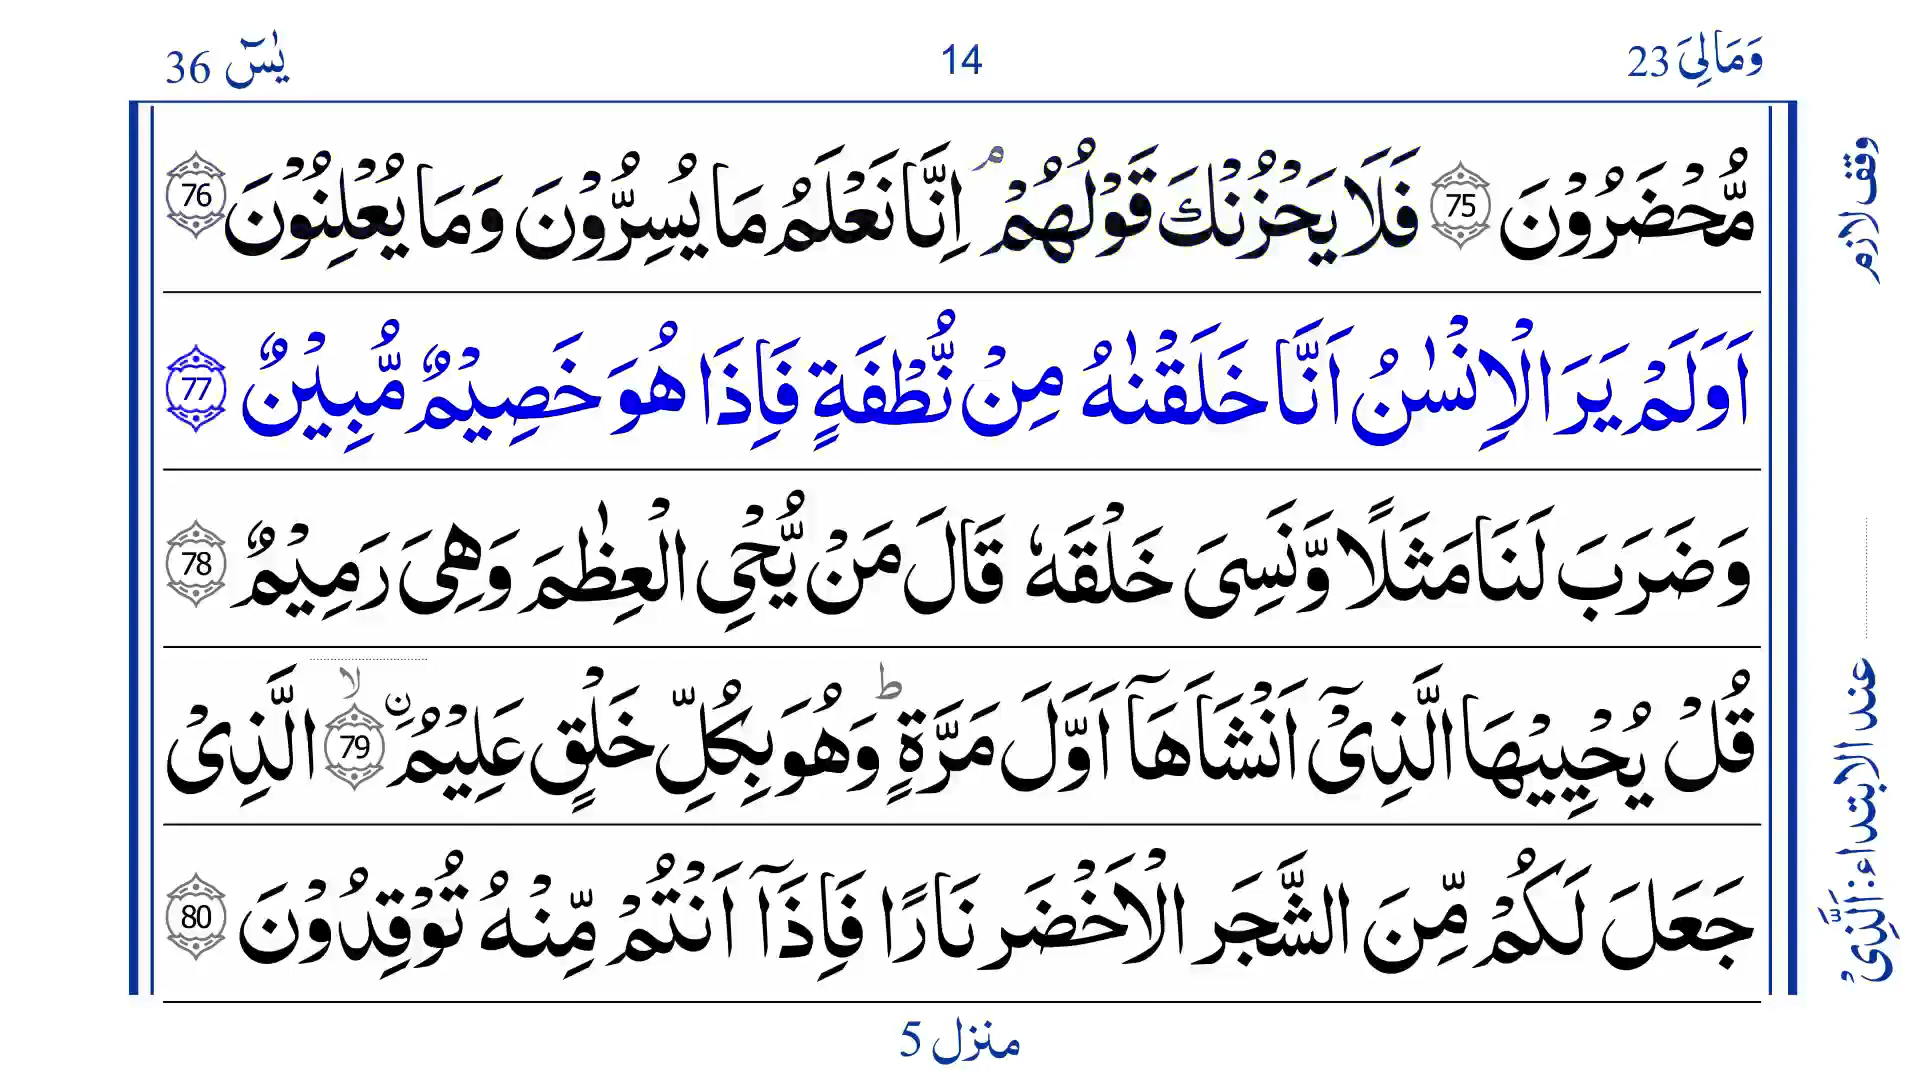 وَمَالِیَ 23
14
يٰسٓ 36
مُّحْضَرُوْنَ 75 فَلَا يَحْزُنْكَ قَوْلُهُمْ ۘ اِنَّا نَعْلَمُ مَا يُسِرُّوْنَ وَمَا يُعْلِنُوْنَ 76
اَوَلَمْ يَرَ الْاِنْسٰنُ اَنَّا خَلَقْنٰهُ مِنْ نُّطْفَةٍ فَاِذَا هُوَ خَصِيْمٌ مُّبِيْنٌ 77
وَضَرَبَ لَنَا مَثَلًا وَّنَسِیَ خَلْقَهٗ قَالَ مَنْ يُّحْیِ الْعِظٰمَ وَهِیَ رَمِيْمٌ 78
قُلْ يُحْيِيْهَا الَّذِیْۤ اَنْشَاَهَاۤ اَوَّلَ مَرَّةٍ ؕ وَهُوَ بِكُلِّ خَلْقٍ عَلِيْمُ ۨ 79 ۙ الَّذِیْ
جَعَلَ لَكُمْ مِّنَ الشَّجَرِ الْاَخْضَرِ نَارًا فَاِذَاۤ اَنْتُمْ مِّنْهُ تُوْقِدُوْنَ 80
وقف لازم
عند الابتداء: اَلَّذِیْ
منزل 5